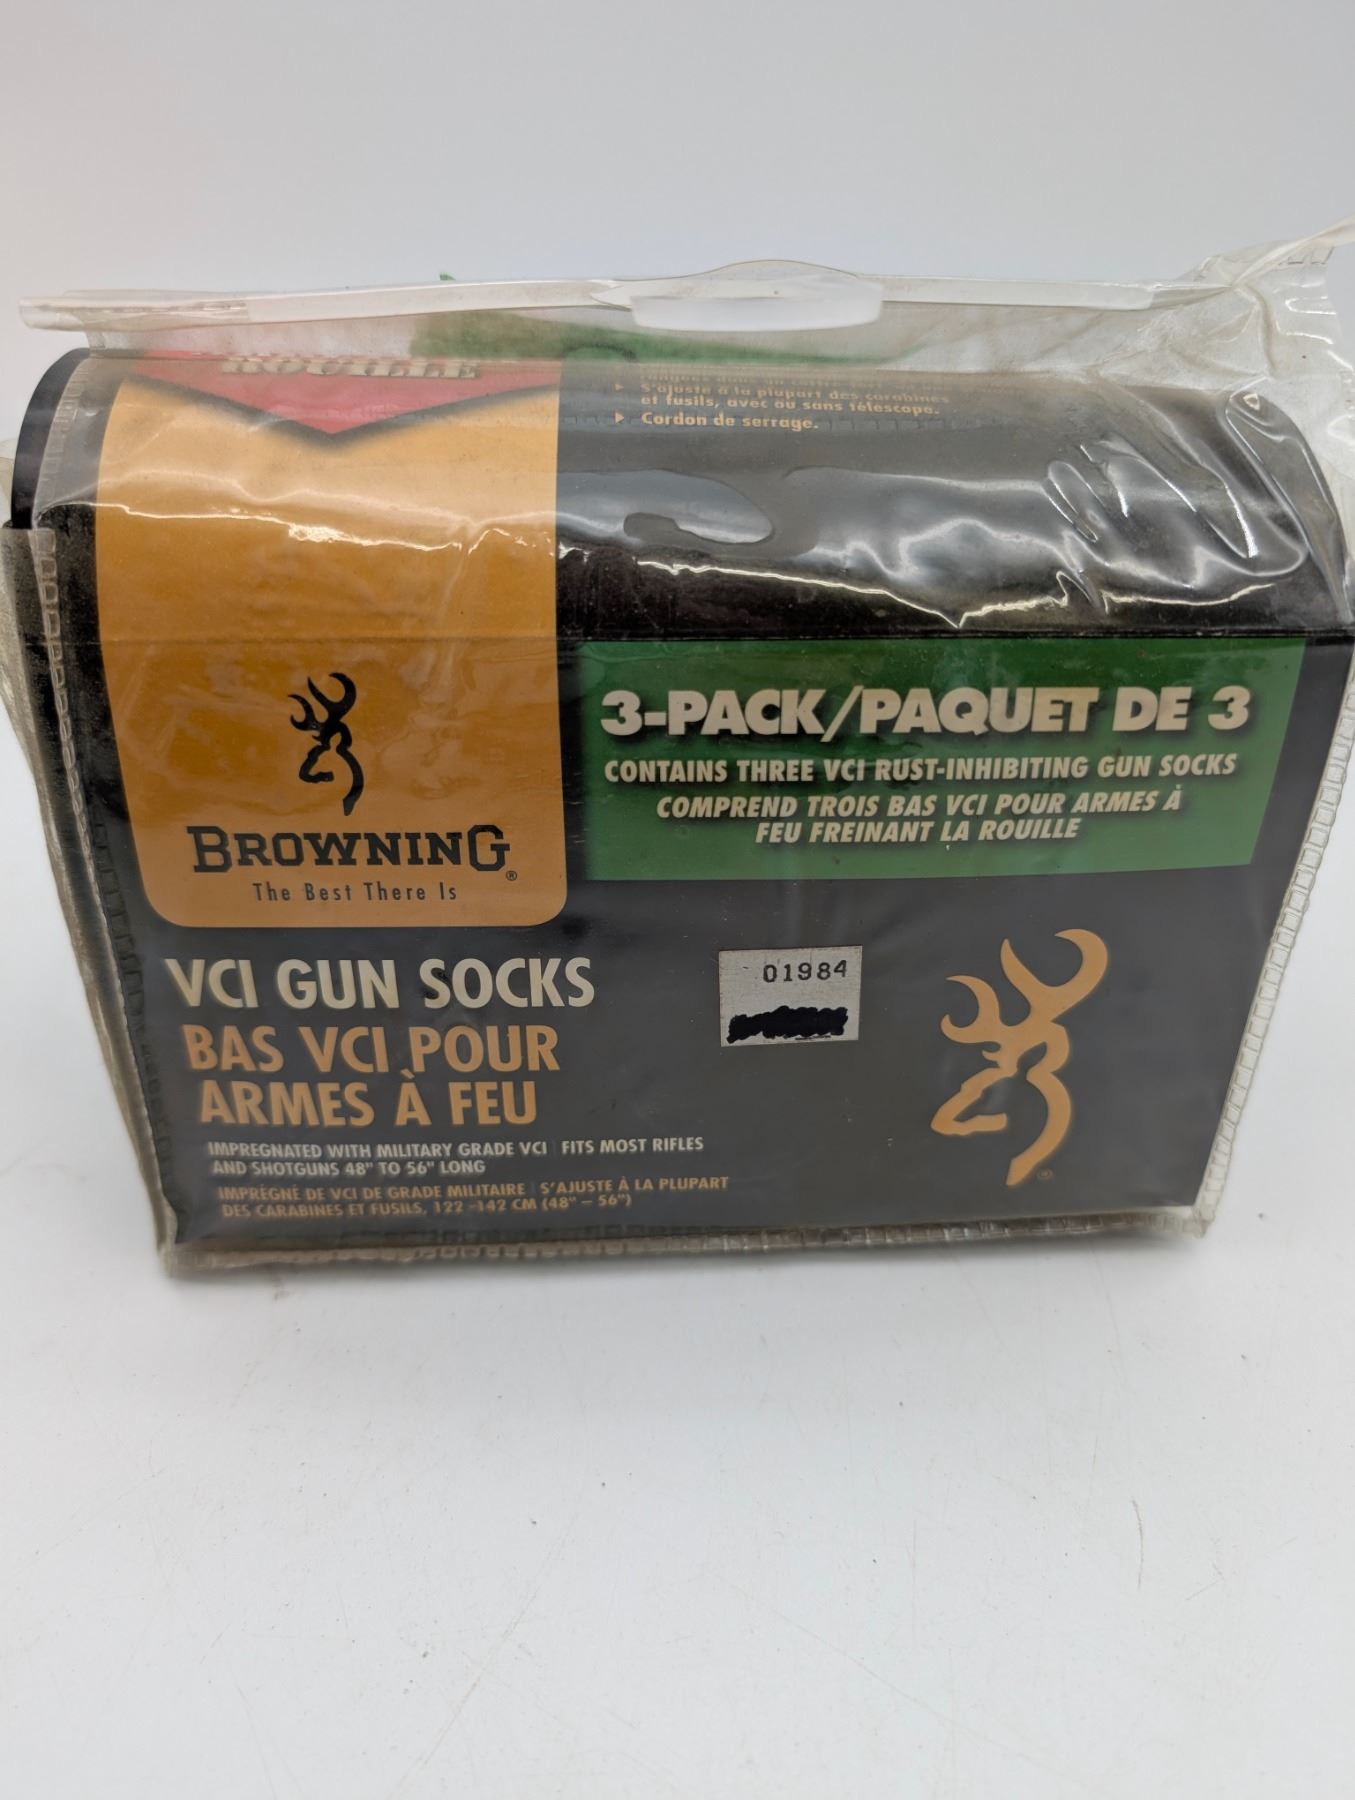 ROUILLE
S'ajuste à la plupart des carabines
et fusils, avec ou sans télescope.
Cordon de serrage.
BROWNING®
The Best There Is
3-PACK/PAQUET DE 3
CONTAINS THREE VCI RUST-INHIBITING GUN SOCKS
COMPREND TROIS BAS VCI POUR ARMES À
FEU FREINANT LA ROUILLE
VCI GUN SOCKS
BAS VCI POUR
ARMES À FEU
01984
IMPREGNATED WITH MILITARY GRADE VCI | FITS MOST RIFLES
AND SHOTGUNS 48" TO 56" LONG
IMPRÉGNÉ DE VCI DE GRADE MILITAIRE | S'AJUSTE À LA PLUPART
DES CARABINES ET FUSILS, 122 -142 CM (48" – 56")
®